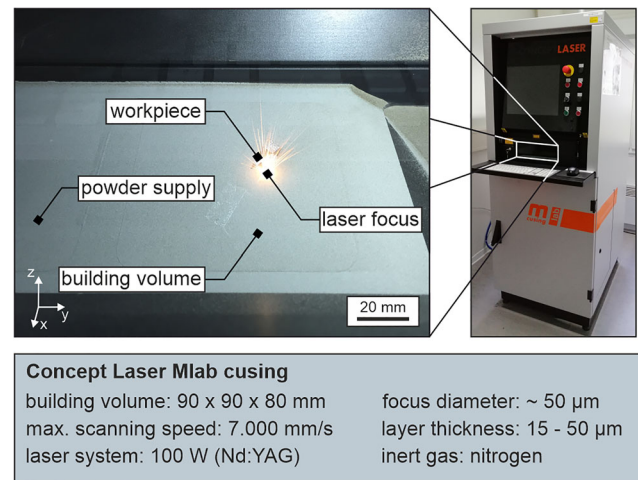 workpiece
powder supply
laser focus
building volume
z
y
x
20 mm
LASER
m lab
cusing
Concept Laser Mlab cusing
building volume: 90 x 90 x 80 mm
max. scanning speed: 7.000 mm/s
laser system: 100 W (Nd:YAG)
focus diameter: ~ 50 µm
layer thickness: 15 - 50 µm
inert gas: nitrogen